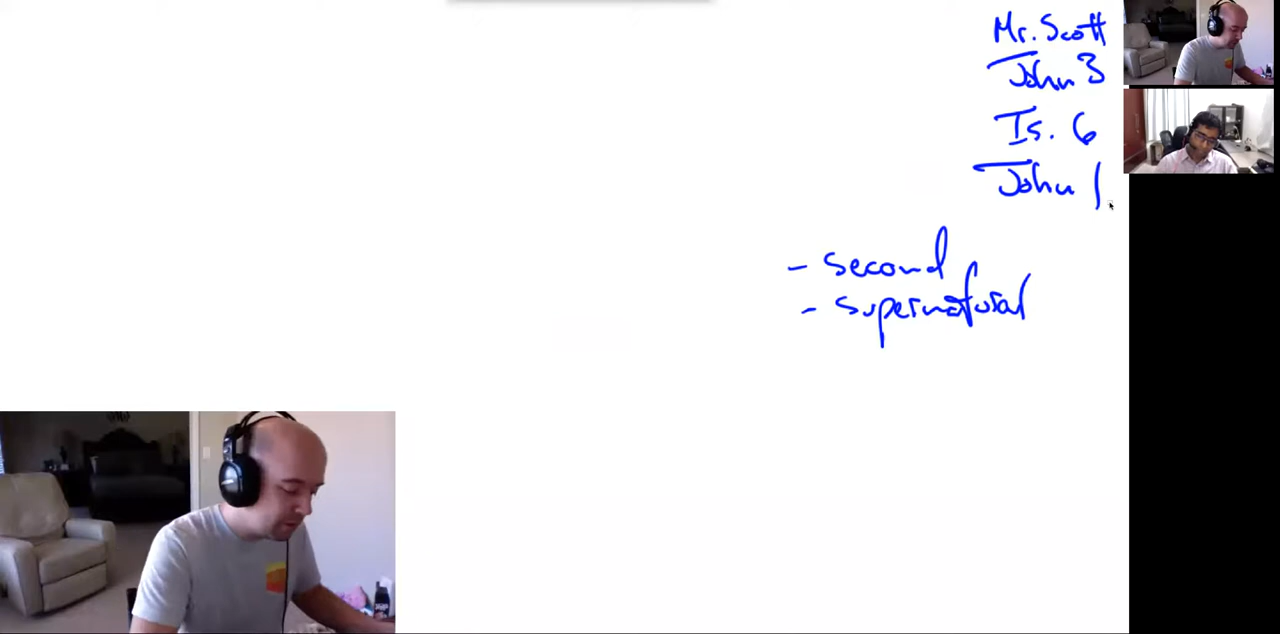 Mr. Scott
John 3
Is. 6
John 1
- second
- supernatural